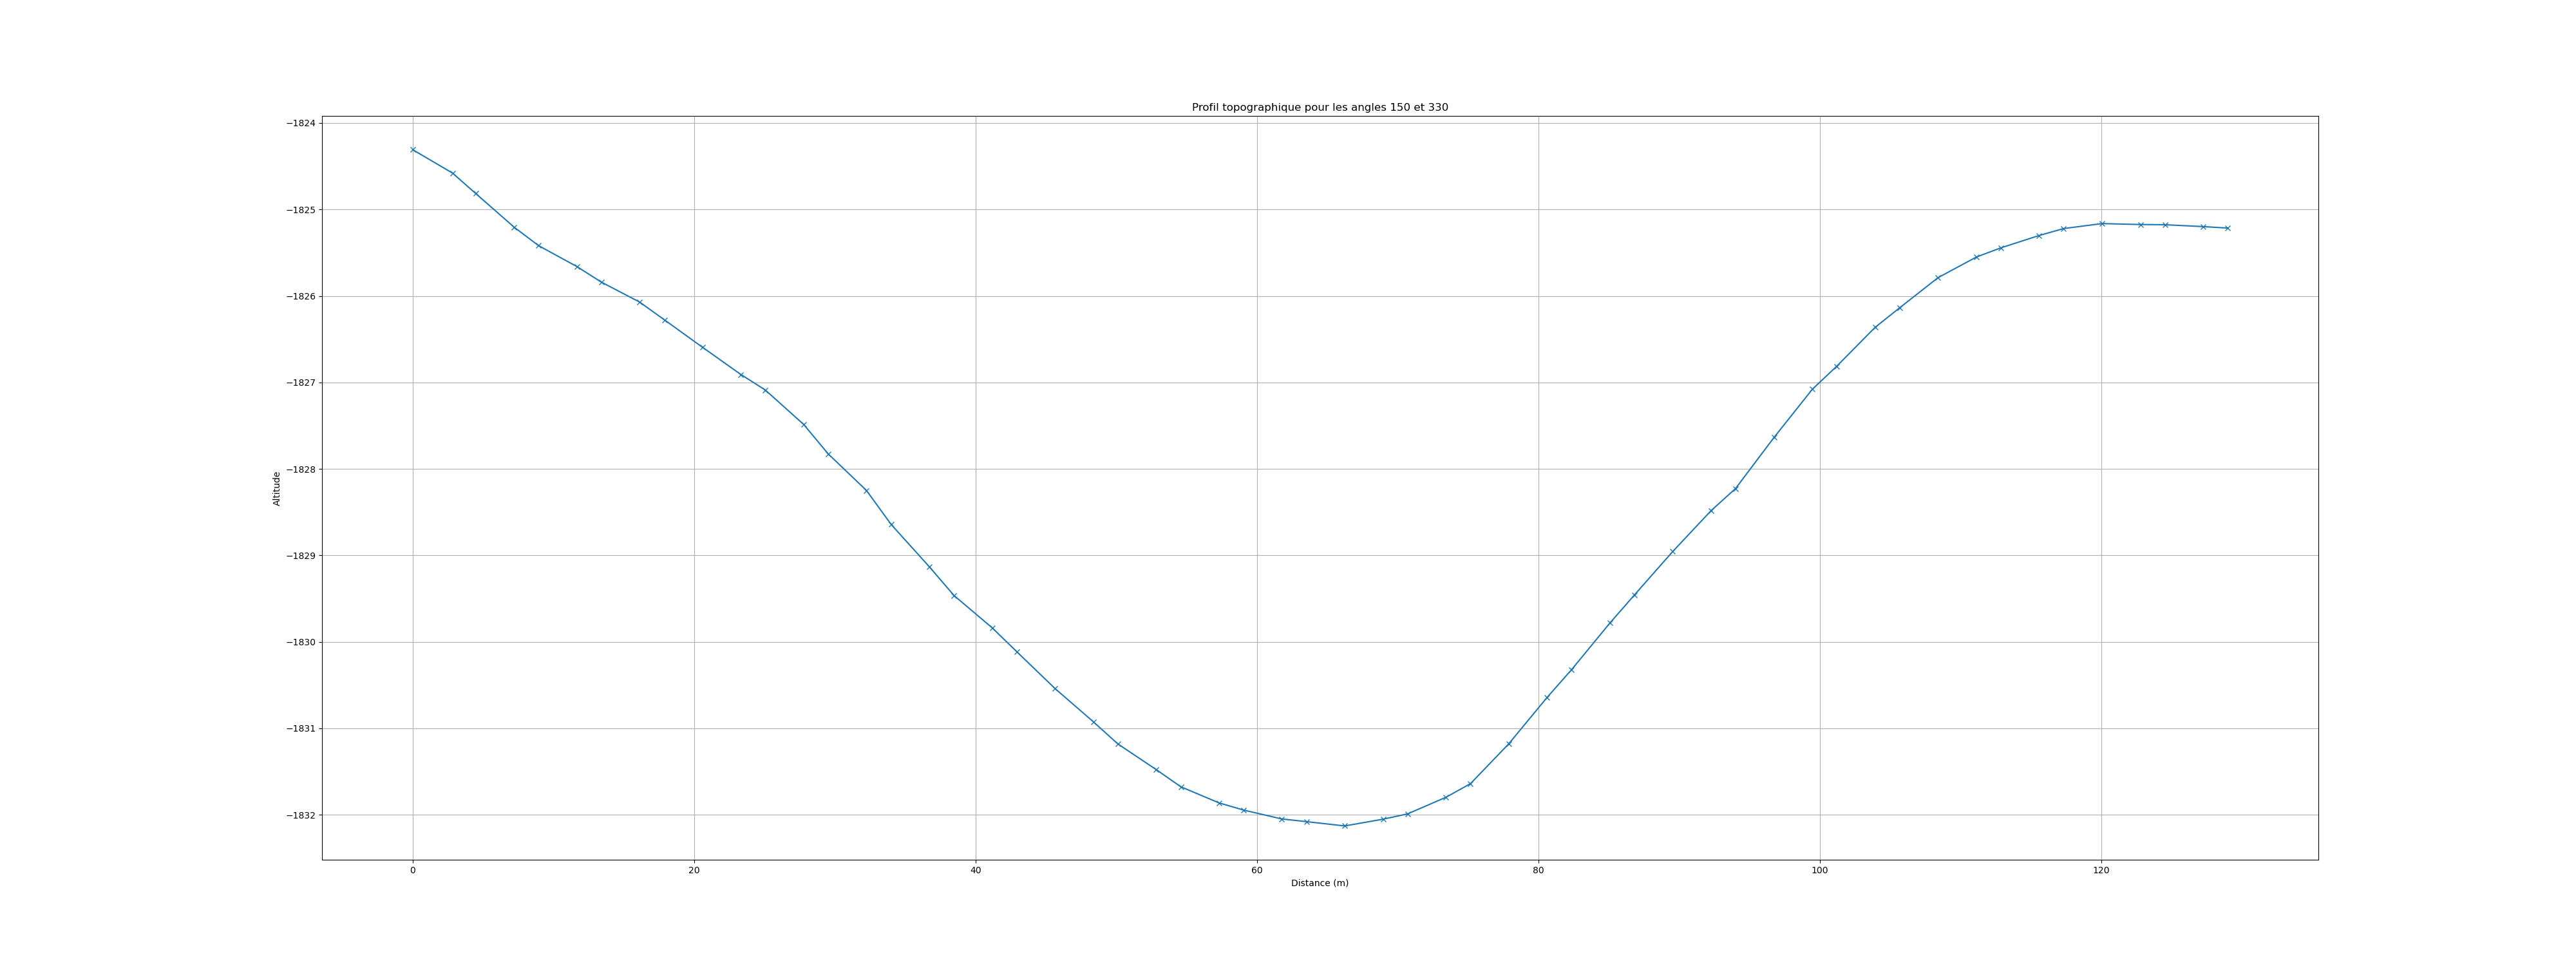 Profil topographique pour les angles 150 et 330
Altitude
−1824
−1825
−1826
−1827
−1828
−1829
−1830
−1831
−1832
0 20 40 60 80 100 120
Distance (m)